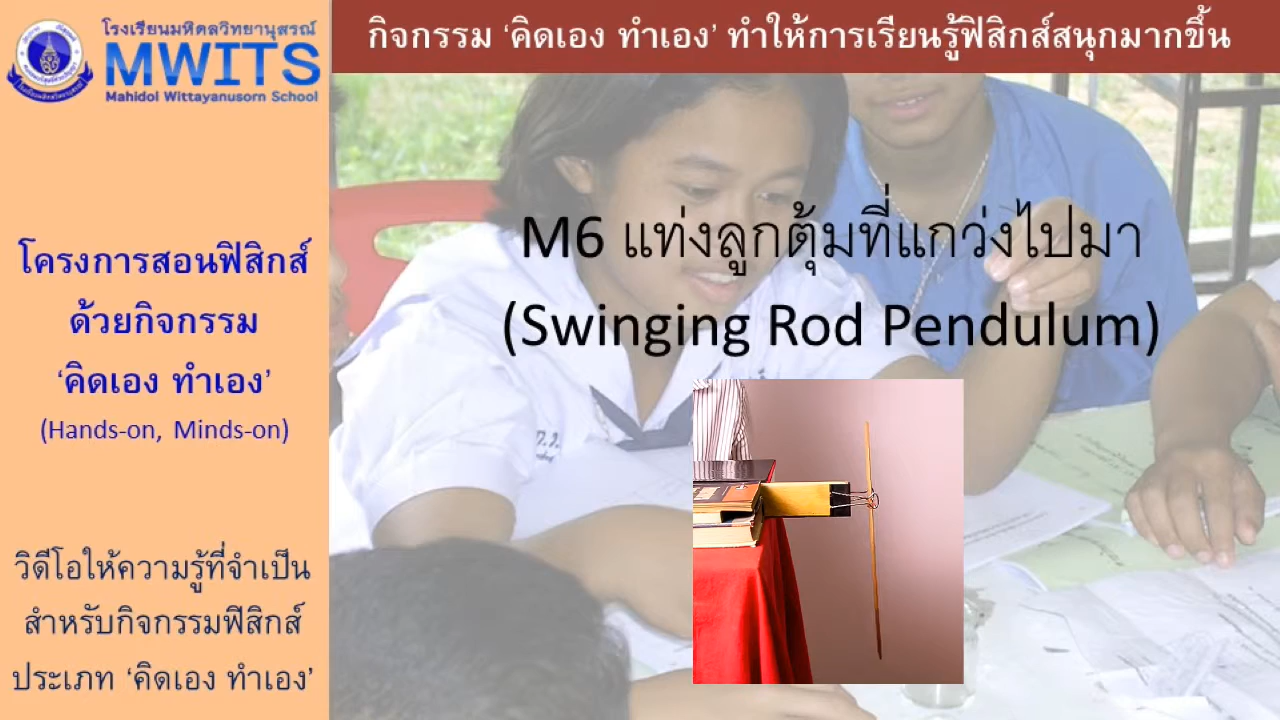 โรงเรียนมหิดลวิทยานุสรณ์
MWITS
Mahidol Wittayanusorn School
กิจกรรม ‘คิดเอง ทำเอง’ ทำให้การเรียนรู้ฟิสิกส์สนุกมากขึ้น
โครงการสอนฟิสิกส์
ด้วยกิจกรรม
‘คิดเอง ทำเอง’
(Hands-on, Minds-on)
วิดีโอให้ความรู้ที่จำเป็น
สำหรับกิจกรรมฟิสิกส์
ประเภท ‘คิดเอง ทำเอง’
M6 แท่งลูกตุ้มที่แกว่งไปมา
(Swinging Rod Pendulum)